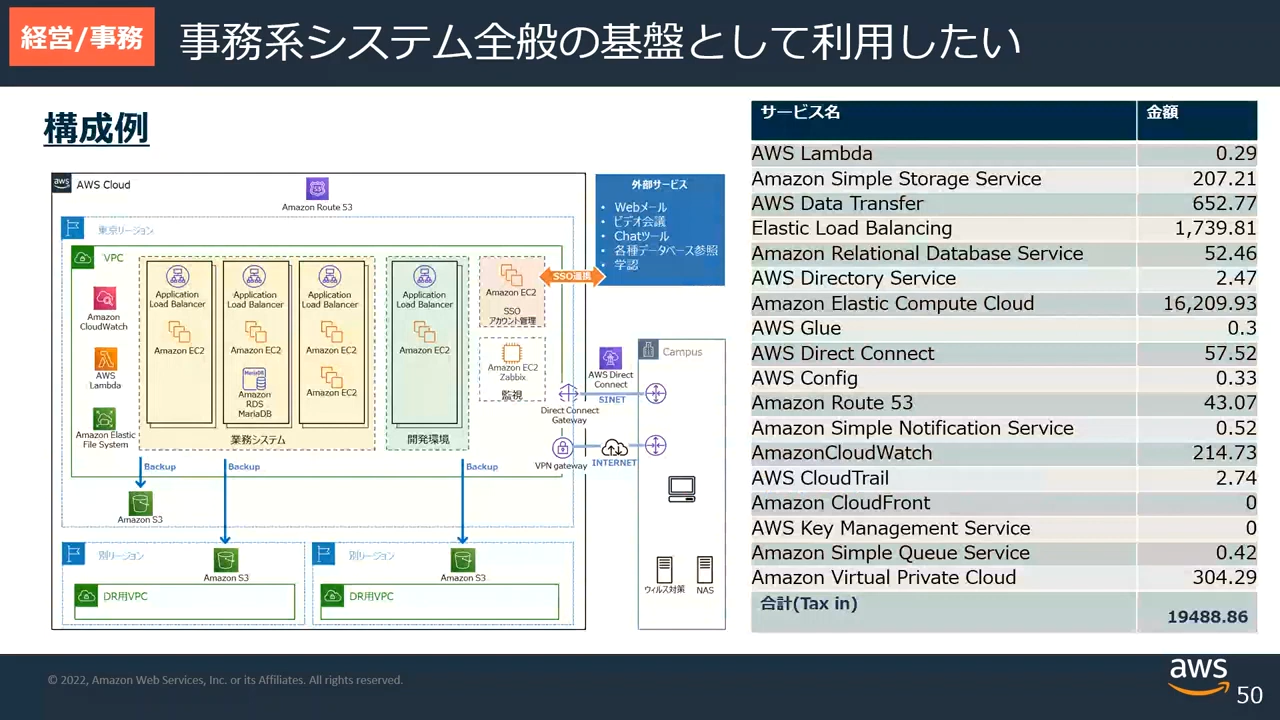 経営/事務
事務系システム全般の基盤として利用したい
構成例
aws
AWS Cloud
53
Amazon Route 53
東京リージョン
VPC
Amazon
CloudWatch
AWS
Lambda
Amazon Elastic
File System
Application
Load Balancer
Amazon EC2
Application
Load Balancer
Amazon EC2
MariaDB
RDS
Amazon
RDS
MariaDB
Application
Load Balancer
Amazon EC2
Amazon EC2
業務システム
Application
Load Balancer
Amazon EC2
開発環境
Amazon EC2
SSO
アカウント管理
Amazon EC2
Zabbix
監視
SSO連携
外部サービス
• Webメール
• ビデオ会議
• Chatツール
• 各種データベース参照
• 学認
AWS Direct
Connect
SINET
Direct Connect
Gateway
VPN gateway
INTERNET
Campus
ウィルス対策
NAS
Backup
Backup
Backup
Amazon S3
別リージョン
Amazon S3
DR用VPC
別リージョン
Amazon S3
DR用VPC
サービス名 金額
AWS Lambda 0.29
Amazon Simple Storage Service 207.21
AWS Data Transfer 652.77
Elastic Load Balancing 1,739.81
Amazon Relational Database Service 52.46
AWS Directory Service 2.47
Amazon Elastic Compute Cloud 16,209.93
AWS Glue 0.3
AWS Direct Connect 57.52
AWS Config 0.33
Amazon Route 53 43.07
Amazon Simple Notification Service 0.52
AmazonCloudWatch 214.73
AWS CloudTrail 2.74
Amazon CloudFront 0
AWS Key Management Service 0
Amazon Simple Queue Service 0.42
Amazon Virtual Private Cloud 304.29
合計(Tax in) 19488.86
© 2022, Amazon Web Services, Inc. or its Affiliates. All rights reserved.
aws
50